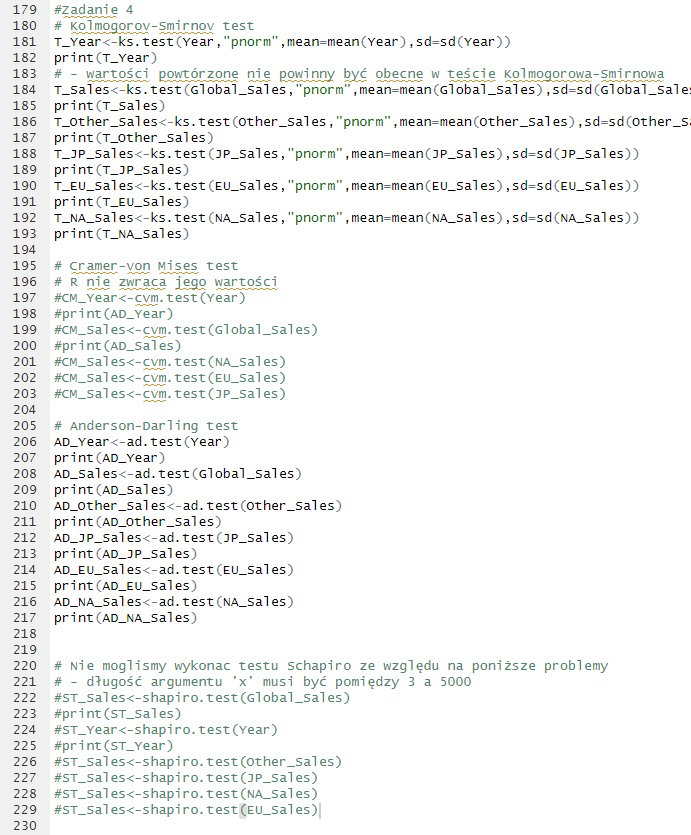 179 #Zadanie 4
180 # Kolmogorov-Smirnov test
181 T_Year<-ks.test(Year,"pnorm",mean=mean(Year),sd=sd(Year))
182 print(T_Year)
183 # - wartości powtórzone nie powinny być obecne w teście Kolmogorowa-Smirnowa
184 T_Sales<-ks.test(Global_Sales,"pnorm",mean=mean(Global_Sales),sd=sd(Global_Sales
185 print(T_Sales)
186 T_Other_Sales<-ks.test(Other_Sales,"pnorm",mean=mean(Other_Sales),sd=sd(Other_Sa
187 print(T_Other_Sales)
188 T_JP_Sales<-ks.test(JP_Sales,"pnorm",mean=mean(JP_Sales),sd=sd(JP_Sales))
189 print(T_JP_Sales)
190 T_EU_Sales<-ks.test(EU_Sales,"pnorm",mean=mean(EU_Sales),sd=sd(EU_Sales))
191 print(T_EU_Sales)
192 T_NA_Sales<-ks.test(NA_Sales,"pnorm",mean=mean(NA_Sales),sd=sd(NA_Sales))
193 print(T_NA_Sales)
194
195 # Cramer-von Mises test
196 # R nie zwraca jego wartości
197 #CM_Year<-cvm.test(Year)
198 #print(AD_Year)
199 #CM_Sales<-cvm.test(Global_Sales)
200 #print(AD_Sales)
201 #CM_Sales<-cvm.test(NA_Sales)
202 #CM_Sales<-cvm.test(EU_Sales)
203 #CM_Sales<-cvm.test(JP_Sales)
204
205 # Anderson-Darling test
206 AD_Year<-ad.test(Year)
207 print(AD_Year)
208 AD_Sales<-ad.test(Global_Sales)
209 print(AD_Sales)
210 AD_Other_Sales<-ad.test(Other_Sales)
211 print(AD_Other_Sales)
212 AD_JP_Sales<-ad.test(JP_Sales)
213 print(AD_JP_Sales)
214 AD_EU_Sales<-ad.test(EU_Sales)
215 print(AD_EU_Sales)
216 AD_NA_Sales<-ad.test(NA_Sales)
217 print(AD_NA_Sales)
218
219
220 # Nie moglismy wykonac testu Schapiro ze względu na poniższe problemy
221 # - długość argumentu 'x' musi być pomiędzy 3 a 5000
222 #ST_Sales<-shapiro.test(Global_Sales)
223 #print(ST_Sales)
224 #ST_Year<-shapiro.test(Year)
225 #print(ST_Year)
226 #ST_Sales<-shapiro.test(Other_Sales)
227 #ST_Sales<-shapiro.test(JP_Sales)
228 #ST_Sales<-shapiro.test(NA_Sales)
229 #ST_Sales<-shapiro.test(EU_Sales)
230